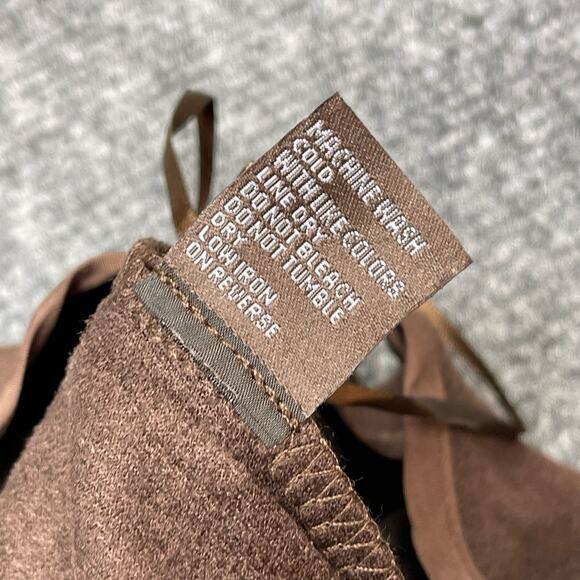 MACHINE WASH
COLD
WITH LIKE COLORS
LINE DRY
DO NOT BLEACH
DO NOT TUMBLE
DRY
LOW IRON
ON REVERSE